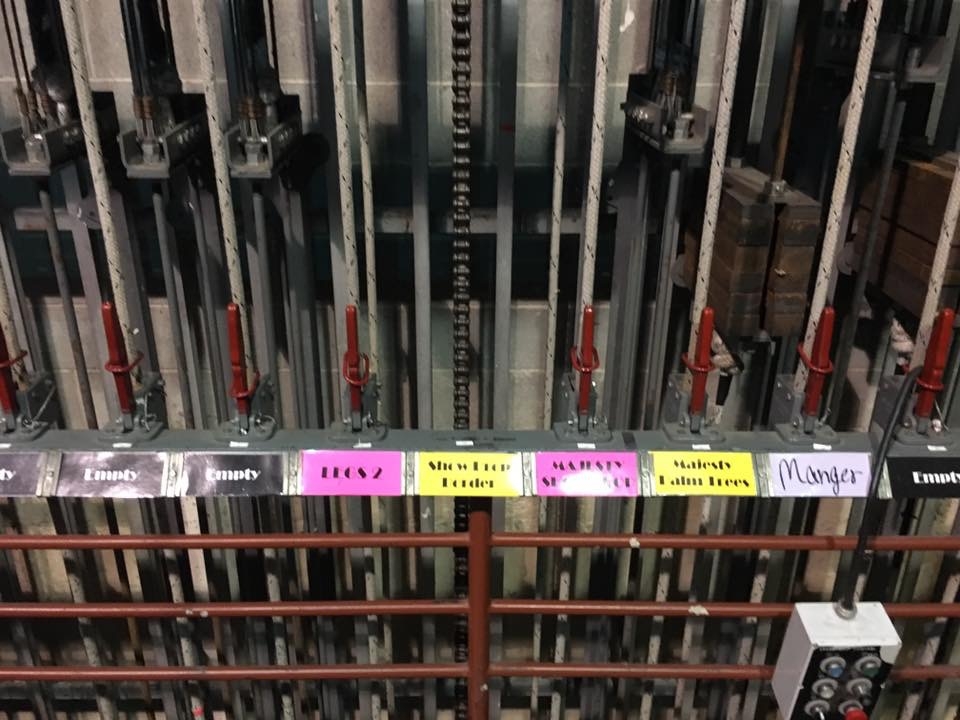 Empty
Empty
LEGS 2
Show Drop
Border
MAJESTY
Majesty
Palm Trees
Manger
Empty